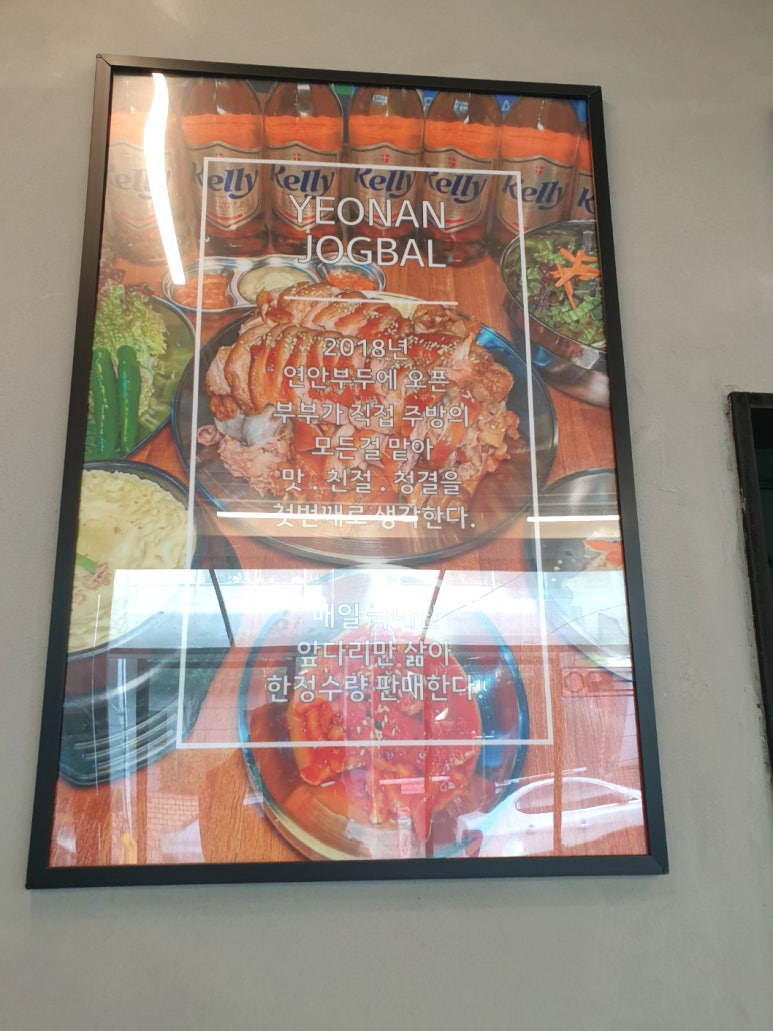 elly
Kelly
Kelly
Kelly
Kelly
Kelly
YEONAN
JOGBAL
2018년
연안부두에 오픈
부부가 직접 주방의
모든걸 맡아
맛 . 친절 . 청결을
첫번째로 생각한다.
매일
앞다리만 삶아
한정수량 판매한다.